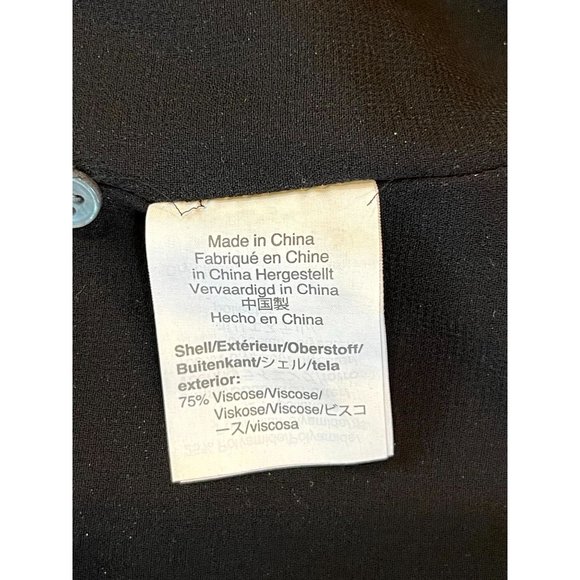 Made in China
Fabriqué en Chine
in China Hergestellt
Vervaardigd in China
中国製
Hecho en China
Shell/Extérieur/Oberstoff/
Buitenkant/シェル/tela
exterior:
75% Viscose/Viscose/
Viskose/Viscose/ビスコ
ース/viscosa